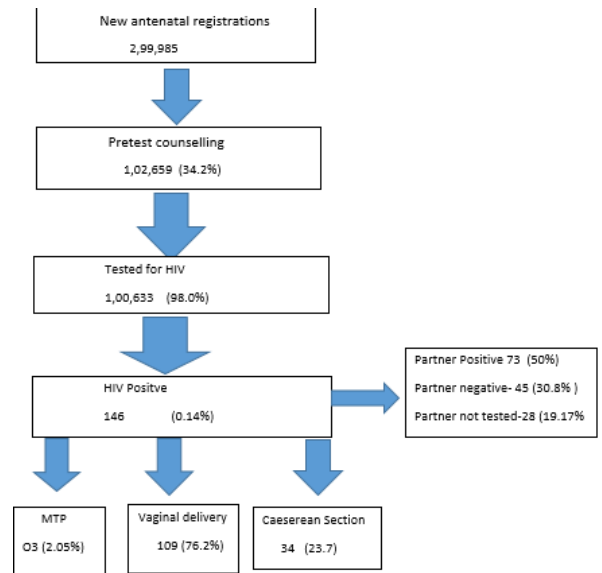 New antenatal registrations
2,99,985
Pretest counselling
1,02,659 (34.2%)
Tested for HIV
1,00,633 (98.0%)
HIV Positve
146 (0.14%)
Partner Positive 73 (50%)
Partner negative- 45 (30.8% )
Partner not tested-28 (19.17%
MTP
O3 (2.05%)
Vaginal delivery
109 (76.2%)
Caeserean Section
34 (23.7)